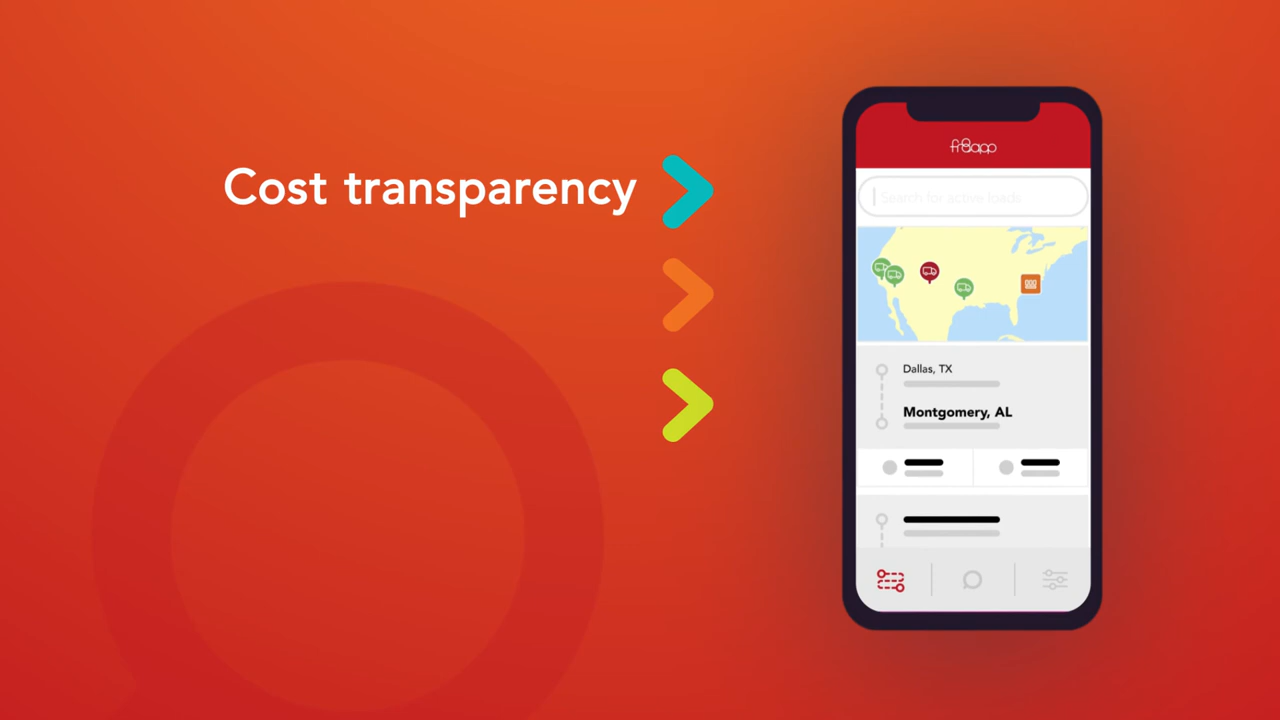 Cost transparency
fr8app
Search for active loads
Dallas, TX
Montgomery, AL